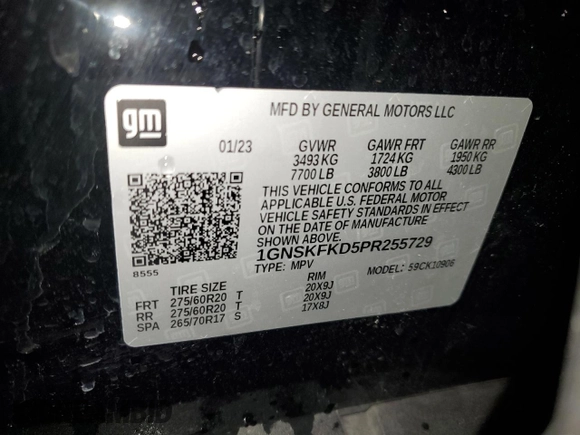 gm
MFD BY GENERAL MOTORS LLC
01/23 GVWR GAWR FRT GAWR RR
3493 KG 1724 KG 1950 KG
7700 LB 3800 LB 4300 LB
THIS VEHICLE CONFORMS TO ALL
APPLICABLE U.S. FEDERAL MOTOR
VEHICLE SAFETY STANDARDS IN EFFECT
ON THE DATE OF MANUFACTURE
SHOWN ABOVE.
1GNSKFKD5PR255729
8555
TYPE: MPV MODEL: 59CK10906
TIRE SIZE RIM
FRT 275/60R20 T 20X9J
RR 275/60R20 T 20X9J
SPA 265/70R17 S 17X8J